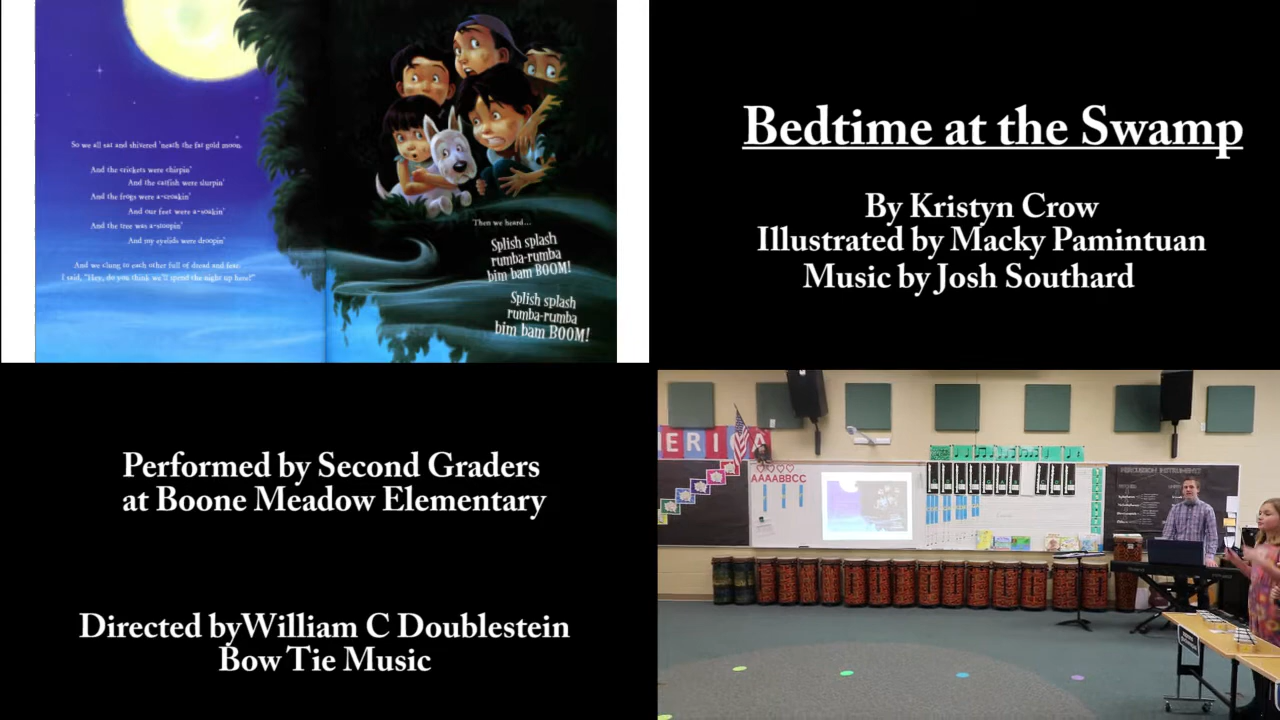 So we all sat and shivered 'neath the fat gold moon.
And the crickets were chirpin'
And the catfish were slurpin'
And the frogs were a-croakin'
And our feet were a-soakin'
And the tree was a-stoopin'
And my eyelids were droopin'
And we clung to each other full of dread and fear.
I said, "Hey, do you think we'll spend the night up here?"
Then we heard...
Splish splash
rumba-rumba
bim bam BOOM!
Splish splash
rumba-rumba
bim bam BOOM!
Bedtime at the Swamp
By Kristyn Crow
Illustrated by Macky Pamintuan
Music by Josh Southard
Performed by Second Graders
at Boone Meadow Elementary
Directed byWilliam C Doublestein
Bow Tie Music
ERICA
AAAABBCC
PERCUSSION INSTRUMENTS